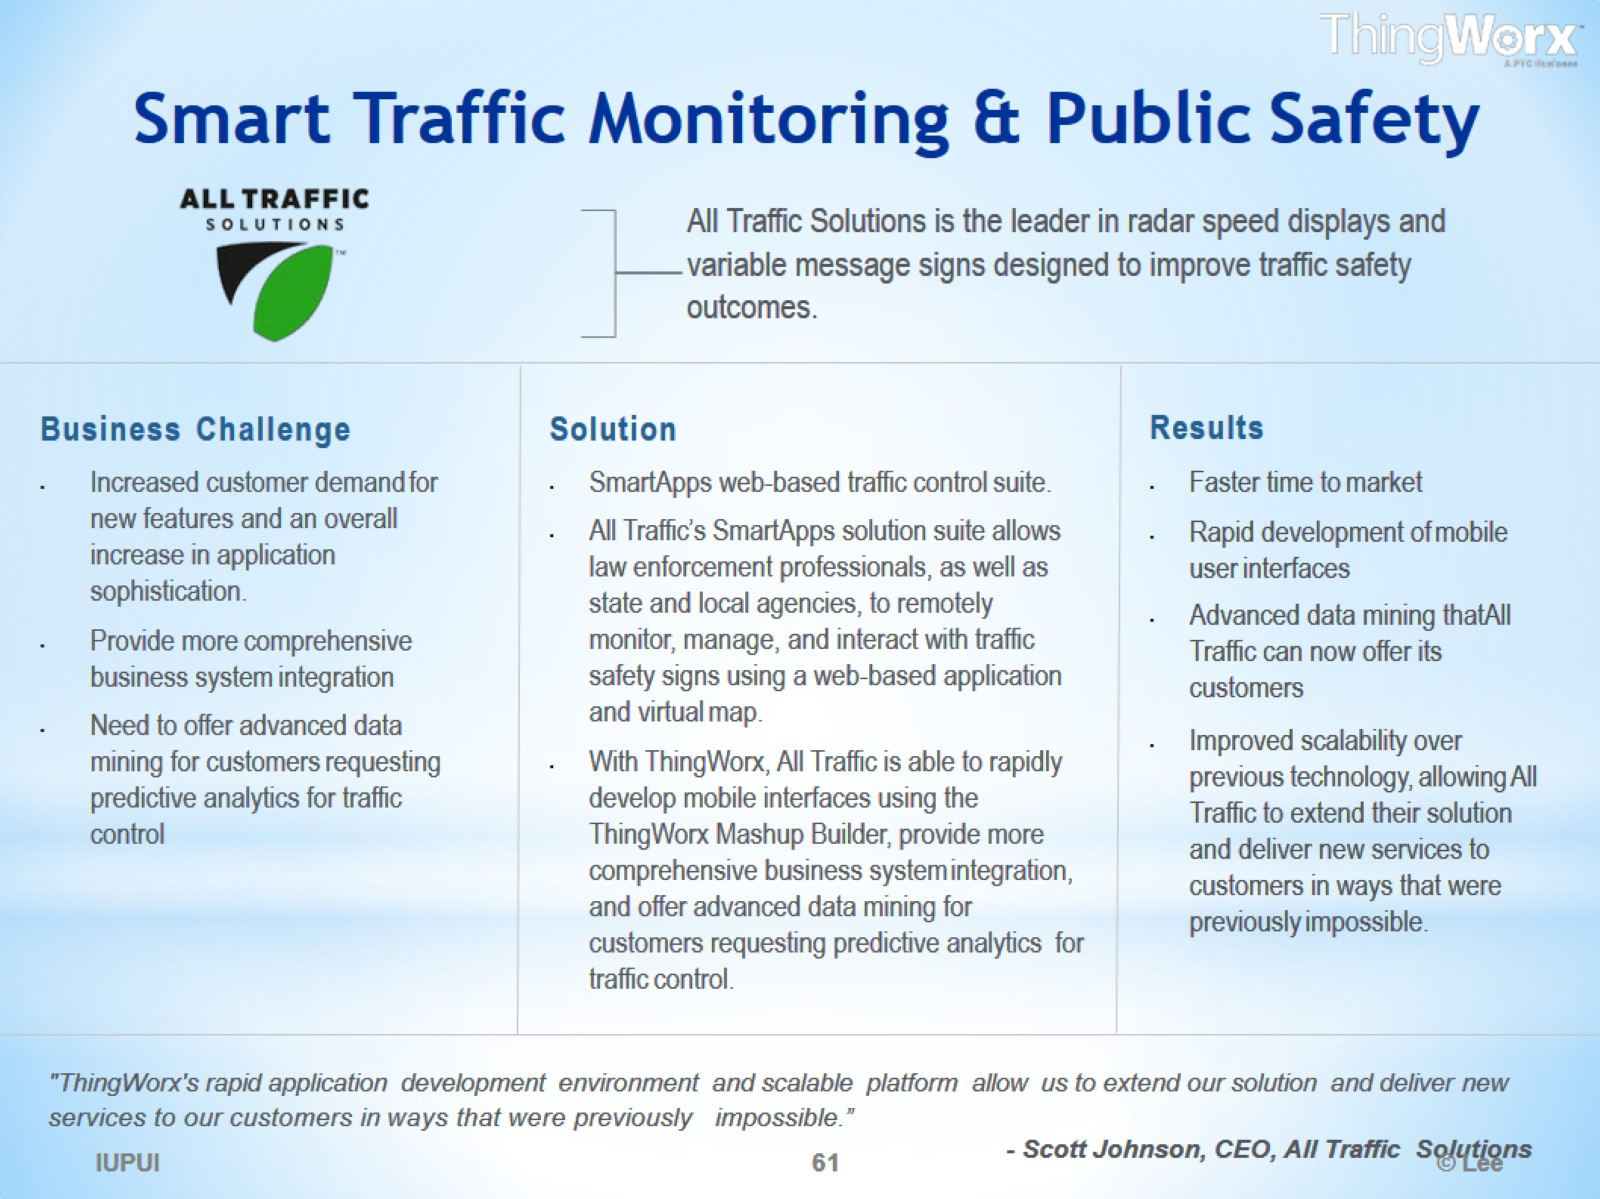 ThingWorx
A PTC Business
Smart Traffic Monitoring & Public Safety
ALL TRAFFIC
SOLUTIONS
™
All Traffic Solutions is the leader in radar speed displays and
variable message signs designed to improve traffic safety
outcomes.
Business Challenge
. Increased customer demand for
new features and an overall
increase in application
sophistication.
. Provide more comprehensive
business system integration
. Need to offer advanced data
mining for customers requesting
predictive analytics for traffic
control
Solution
. SmartApps web-based traffic control suite.
. All Traffic’s SmartApps solution suite allows
law enforcement professionals, as well as
state and local agencies, to remotely
monitor, manage, and interact with traffic
safety signs using a web-based application
and virtual map.
. With ThingWorx, All Traffic is able to rapidly
develop mobile interfaces using the
ThingWorx Mashup Builder, provide more
comprehensive business system integration,
and offer advanced data mining for
customers requesting predictive analytics for
traffic control.
Results
. Faster time to market
. Rapid development of mobile
user interfaces
. Advanced data mining thatAll
Traffic can now offer its
customers
. Improved scalability over
previous technology, allowing All
Traffic to extend their solution
and deliver new services to
customers in ways that were
previously impossible.
"ThingWorx's rapid application development environment and scalable platform allow us to extend our solution and deliver new
services to our customers in ways that were previously impossible.”
- Scott Johnson, CEO, All Traffic Solutions
IUPUI
61
© Lee